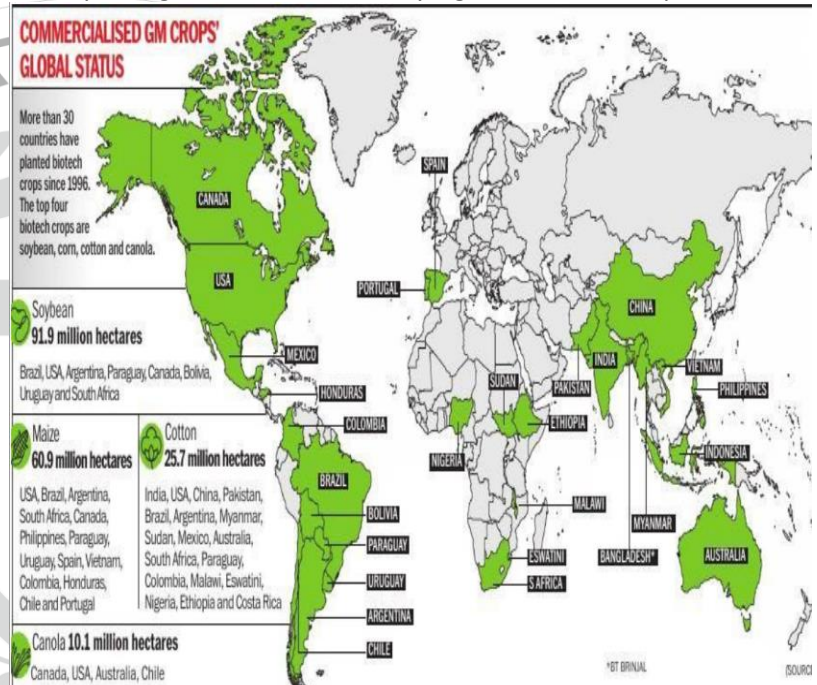 COMMERCIALISED GM CROPS'
GLOBAL STATUS
More than 30
countries have
planted biotech
crops since 1996.
The top four
biotech crops are
soybean, corn, cotton and canola.
Soybean
91.9 million hectares
Brazil, USA, Argentina, Paraguay, Canada, Bolivia,
Uruguay and South Africa
Maize
60.9 million hectares
USA, Brazil, Argentina,
South Africa, Canada,
Philippines, Paraguay,
Uruguay, Spain, Vietnam,
Colombia, Honduras,
Chile and Portugal
Cotton
25.7 million hectares
India, USA, China, Pakistan,
Brazil, Argentina, Myanmar,
Sudan, Mexico, Australia,
South Africa, Paraguay,
Colombia, Malawi, Eswatini,
Nigeria, Ethiopia and Costa Rica
Canola 10.1 million hectares
Canada, USA, Australia, Chile
CANADA
USA
MEXICO
HONDURAS
COLOMBIA
BRAZIL
BOLIVIA
PARAGUAY
URUGUAY
ARGENTINA
CHILE
SPAIN
PORTUGAL
SUDAN
NIGERIA
ETHIOPIA
MALAWI
ESWATINI
S AFRICA
PAKISTAN
INDIA
CHINA
VIETNAM
PHILIPPINES
INDONESIA
MYANMAR
BANGLADESH*
AUSTRALIA
*BT BRINJAL